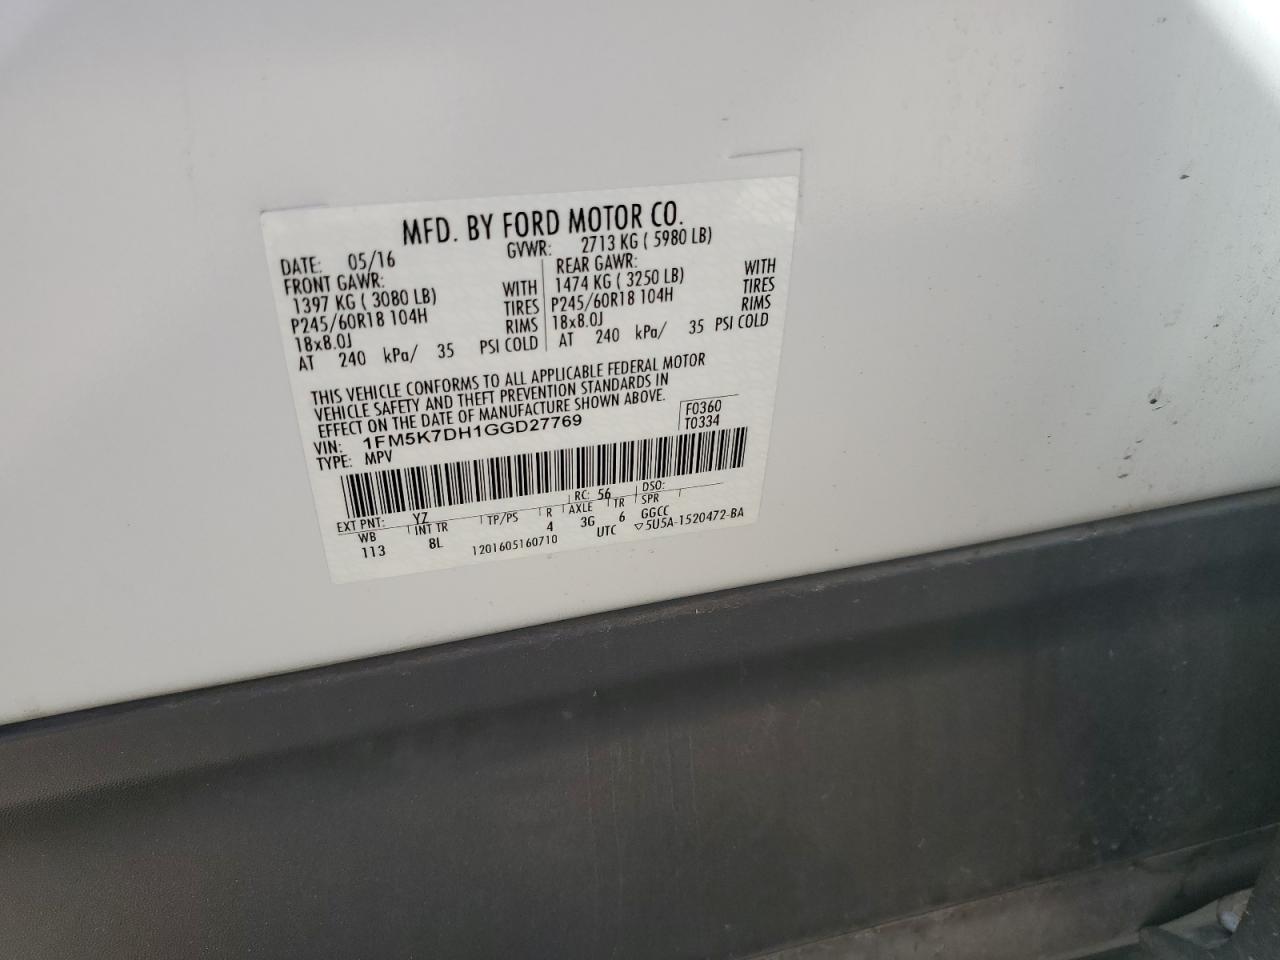 MFD. BY FORD MOTOR CO.
DATE: 05/16 GVWR: 2713 KG ( 5980 LB)
FRONT GAWR: REAR GAWR:
1397 KG ( 3080 LB) WITH 1474 KG ( 3250 LB) WITH
P245/60R18 104H TIRES P245/60R18 104H TIRES
18x8.0J RIMS 18x8.0J RIMS
AT 240 kPa/ 35 PSI COLD AT 240 kPa/ 35 PSI COLD
THIS VEHICLE CONFORMS TO ALL APPLICABLE FEDERAL MOTOR
VEHICLE SAFETY AND THEFT PREVENTION STANDARDS IN
EFFECT ON THE DATE OF MANUFACTURE SHOWN ABOVE.
VIN: 1FM5K7DH1GGD27769 F0360
TYPE: MPV T0334
EXT PNT: YZ RC: 56 DSO:
WB INT TR TP/PS R AXLE TR SPR
113 8L 4 3G 6 GGCC
1201605160710 UTC ▽5U5A-1520472-BA